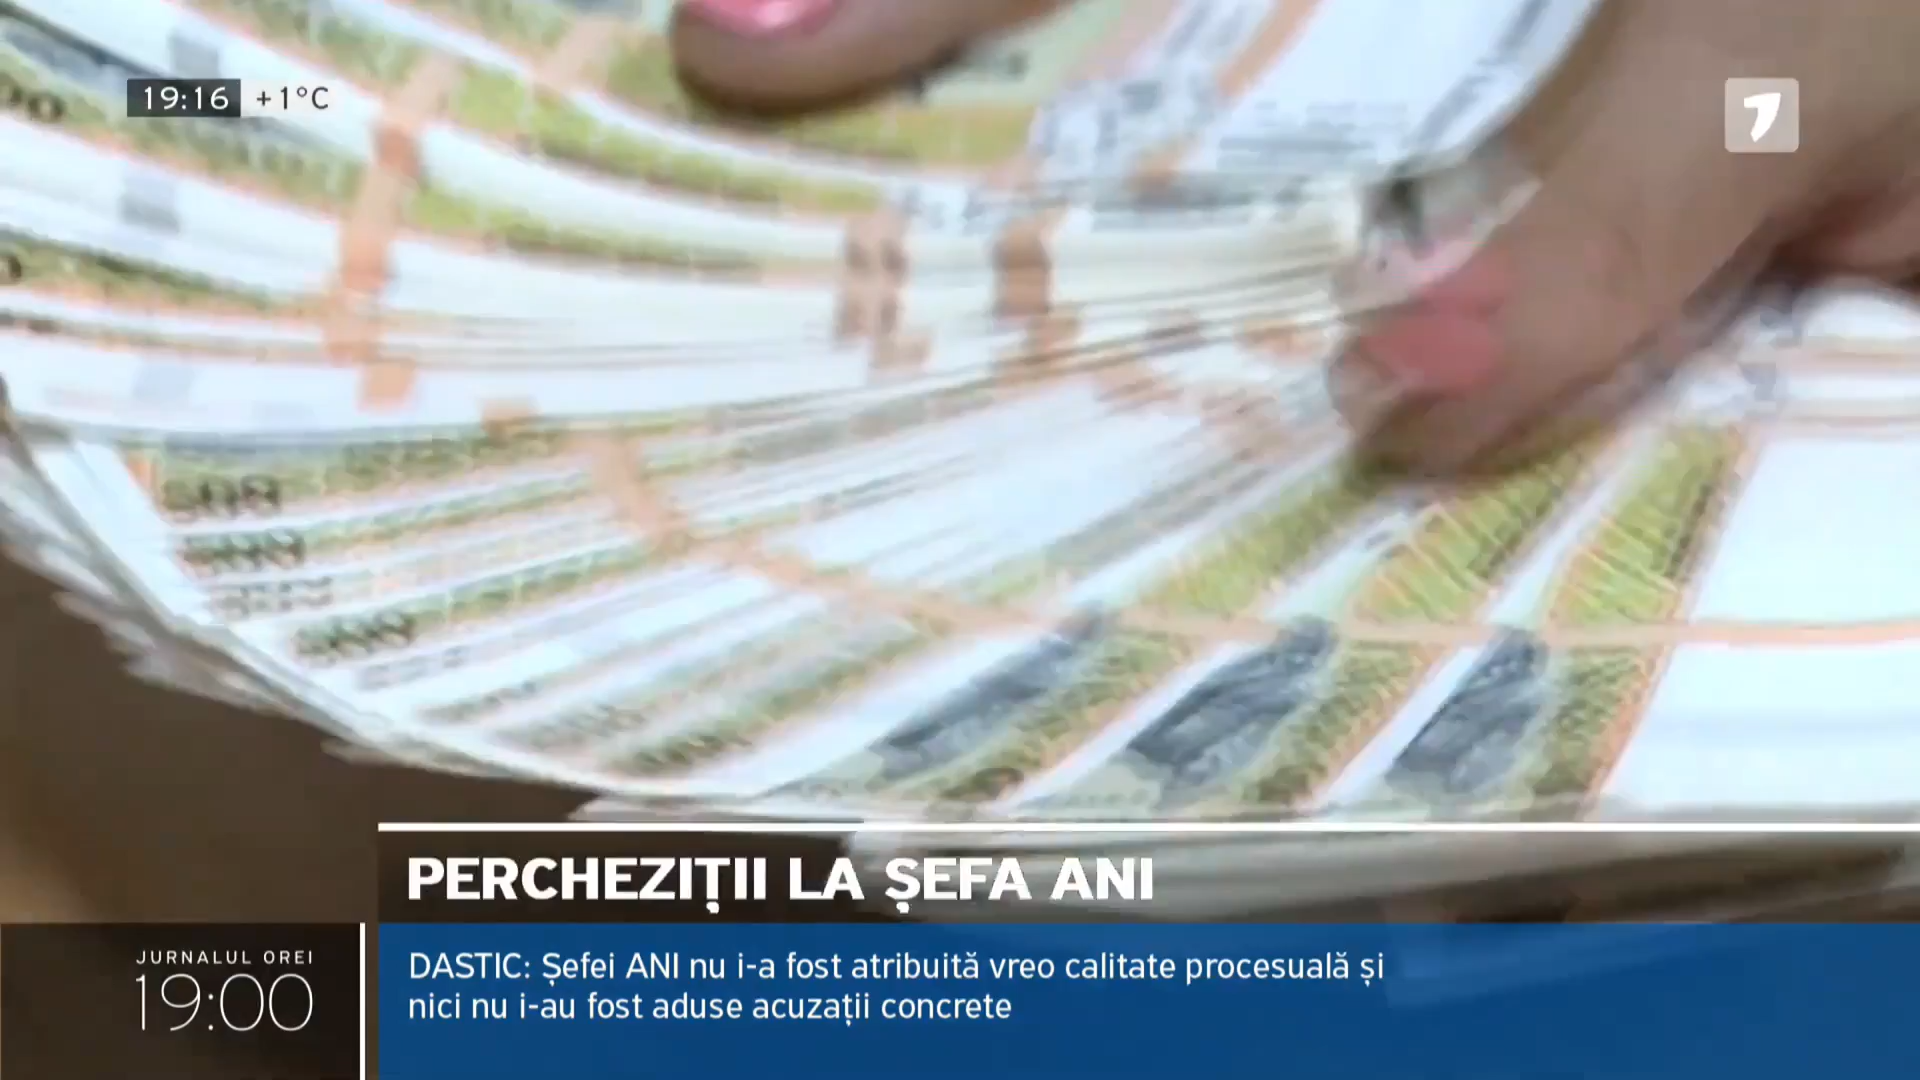 19:16 +1°C
7
PERCHEZIȚII LA ȘEFA ANI
JURNALUL OREI
19:00
DASTIC: Șefei ANI nu i-a fost atribuită vreo calitate procesuală și
nici nu i-au fost aduse acuzații concrete